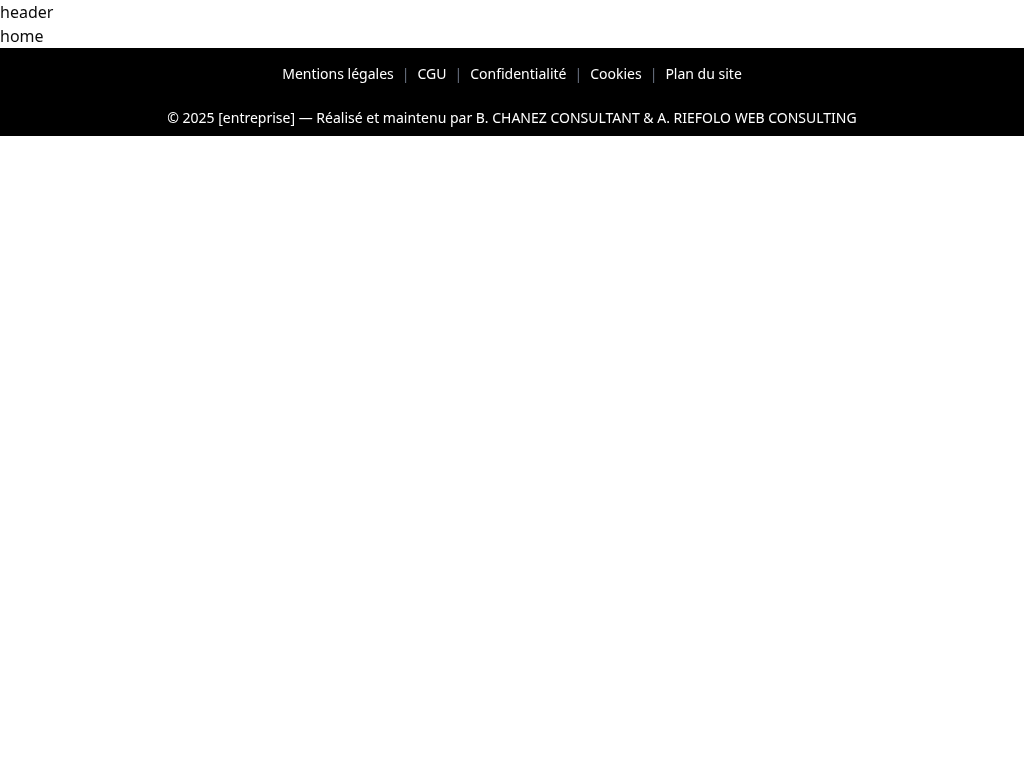 header
home
Mentions légales | CGU | Confidentialité | Cookies | Plan du site
© 2025 [entreprise] — Réalisé et maintenu par B. CHANEZ CONSULTANT & A. RIEFOLO WEB CONSULTING